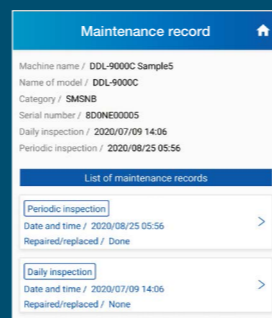 Maintenance record
Machine name / DDL-9000C Sample5
Name of model / DDL-9000C
Category / SMSNB
Serial number / 8D0NE00005
Daily inspection / 2020/07/09 14:06
Periodic inspection / 2020/08/25 05:56
List of maintenance records
Periodic inspection
Date and time / 2020/08/25 05:56
Repaired/replaced / Done
Daily inspection
Date and time / 2020/07/09 14:06
Repaired/replaced / None